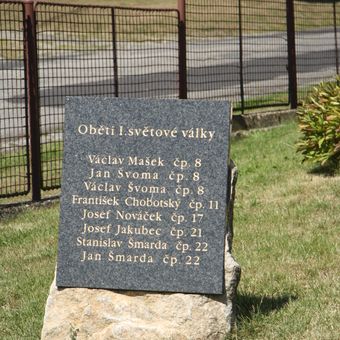 Oběti I. světové války
Václav Mašek čp. 8
Jan Švoma čp. 8
Václav Švoma čp. 8
František Chobotský čp. 11
Josef Nováček čp. 17
Josef Jakubec čp. 21
Stanislav Šmarda čp. 22
Jan Šmarda čp. 22